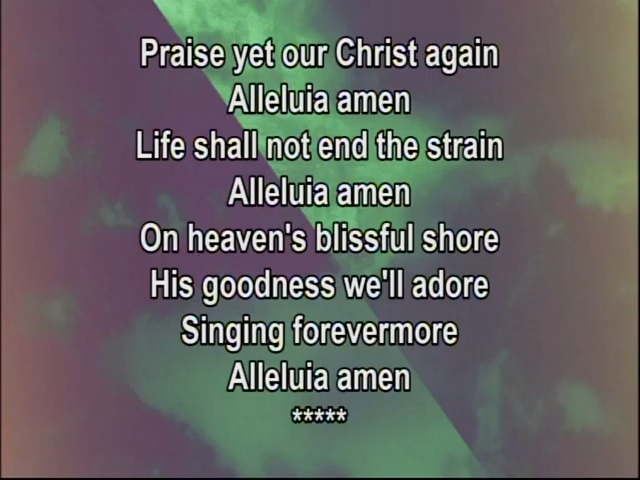 Praise yet our Christ again
Alleluia amen
Life shall not end the strain
Alleluia amen
On heaven's blissful shore
His goodness we'll adore
Singing forevermore
Alleluia amen
*****